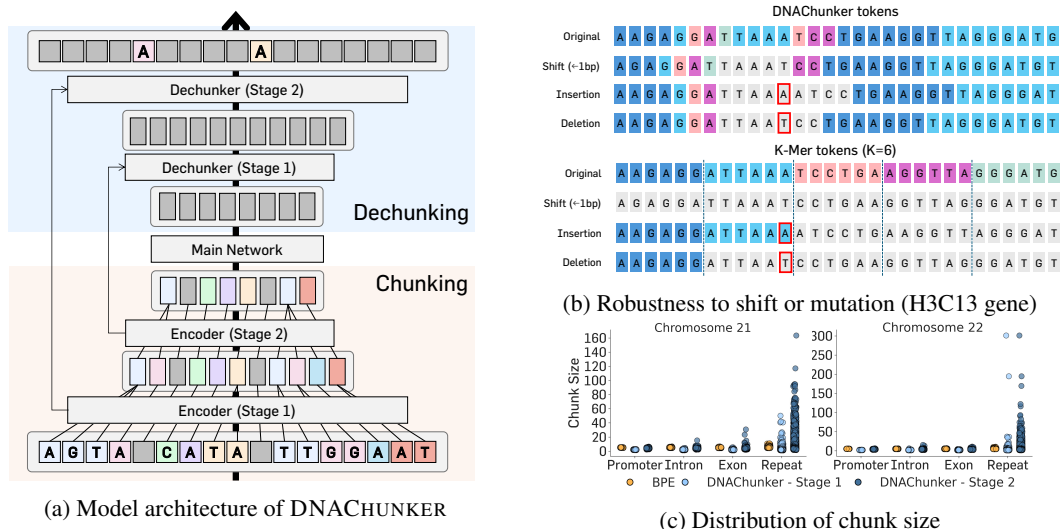 A A
Dechunker (Stage 2)
Dechunker (Stage 1)
Dechunking
Main Network
Chunking
Encoder (Stage 2)
Encoder (Stage 1)
A G T A C A T A T T G G A A T
(a) Model architecture of DNACHUNKER
DNAChunker tokens
Original A A G A G G A T T A A A T C C T G A A G G T T A G G G A T G
Shift (←1bp) A G A G G A T T A A A T C C T G A A G G T T A G G G A T G T
Insertion A A G A G G A T T A A A A T C C T G A A G G T T A G G G A T
Deletion A A G A G G A T T A A T C C T G A A G G T T A G G G A T G T
K-Mer tokens (K=6)
Original A A G A G G A T T A A A T C C T G A A G G T T A G G G A T G
Shift (←1bp) A G A G G A T T A A A T C C T G A A G G T T A G G G A T G T
Insertion A A G A G G A T T A A A A T C C T G A A G G T T A G G G A T
Deletion A A G A G G A T T A A T C C T G A A G G T T A G G G A T G T
(b) Robustness to shift or mutation (H3C13 gene)
Chromosome 21
Chunk Size
160
140
120
100
80
60
40
20
0
Promoter Intron Exon Repeat
Chromosome 22
300
250
200
150
100
50
0
Promoter Intron Exon Repeat
BPE DNAChunker - Stage 1 DNAChunker - Stage 2
(c) Distribution of chunk size